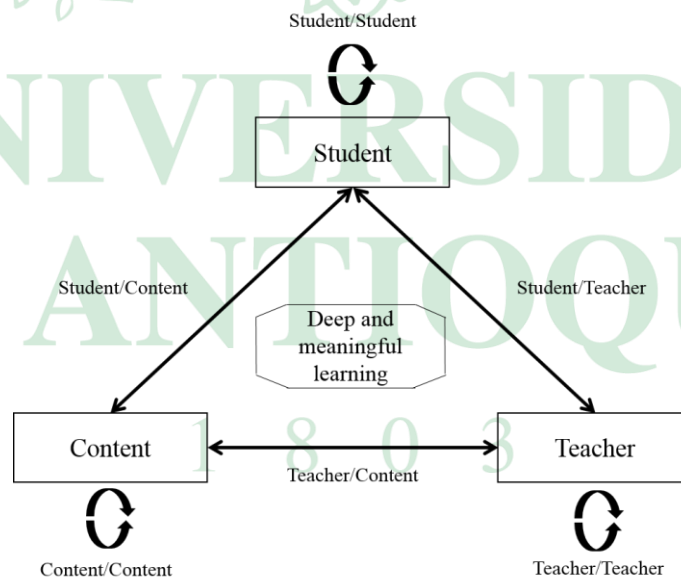 Student/Student
NIVERSID
Student
ANTIOQU
Student/Content
Student/Teacher
Deep and
meaningful
learning
Content
1 8 0 3
Teacher
Teacher/Content
Content/Content
Teacher/Teacher